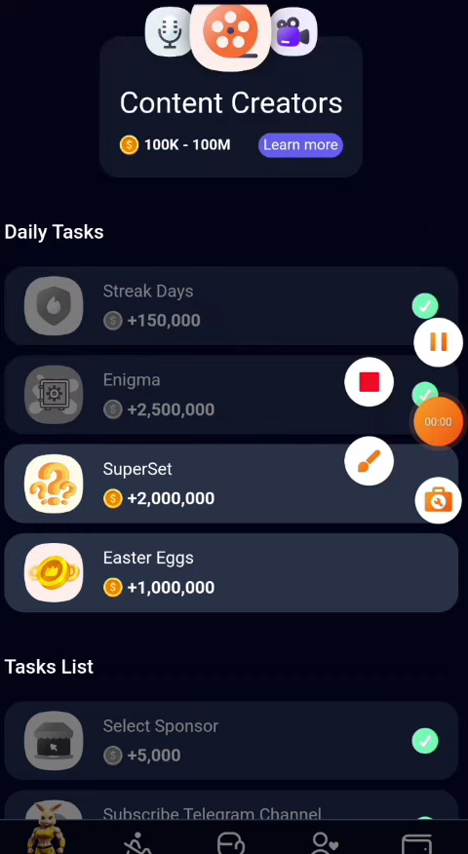 Content Creators
100K - 100M Learn more
Daily Tasks
Streak Days
+150,000
Enigma
+2,500,000
00:00
SuperSet
+2,000,000
Easter Eggs
+1,000,000
Tasks List
Select Sponsor
+5,000
Subscribe Telegram Channel